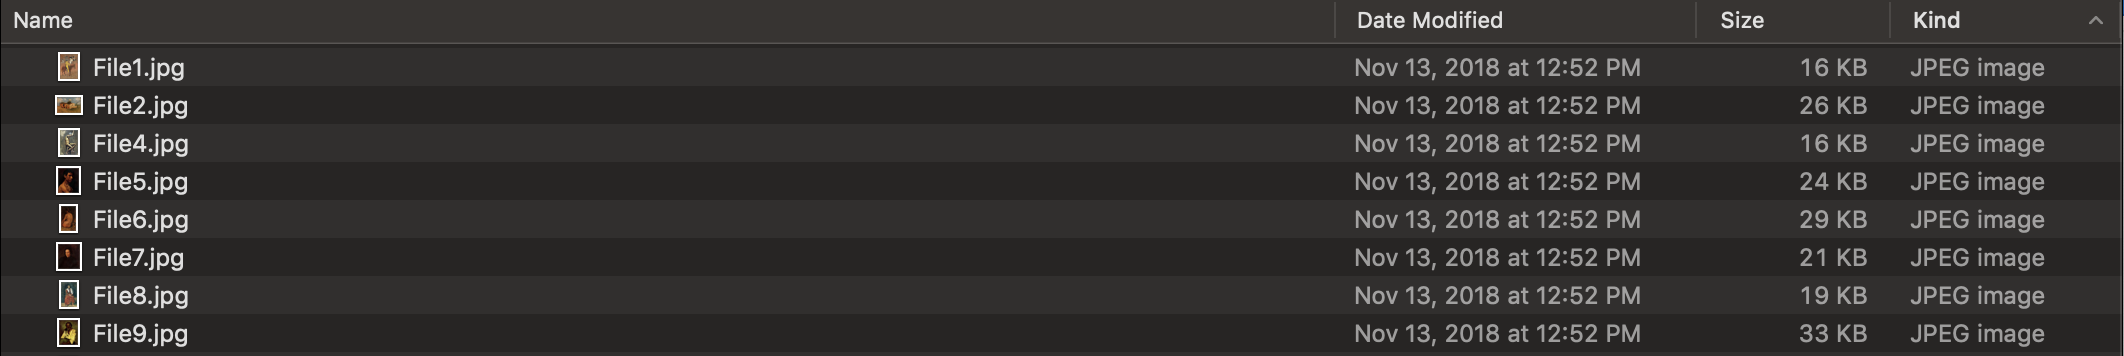 Name Date Modified Size Kind
File1.jpg Nov 13, 2018 at 12:52 PM 16 KB JPEG image
File2.jpg Nov 13, 2018 at 12:52 PM 26 KB JPEG image
File4.jpg Nov 13, 2018 at 12:52 PM 16 KB JPEG image
File5.jpg Nov 13, 2018 at 12:52 PM 24 KB JPEG image
File6.jpg Nov 13, 2018 at 12:52 PM 29 KB JPEG image
File7.jpg Nov 13, 2018 at 12:52 PM 21 KB JPEG image
File8.jpg Nov 13, 2018 at 12:52 PM 19 KB JPEG image
File9.jpg Nov 13, 2018 at 12:52 PM 33 KB JPEG image